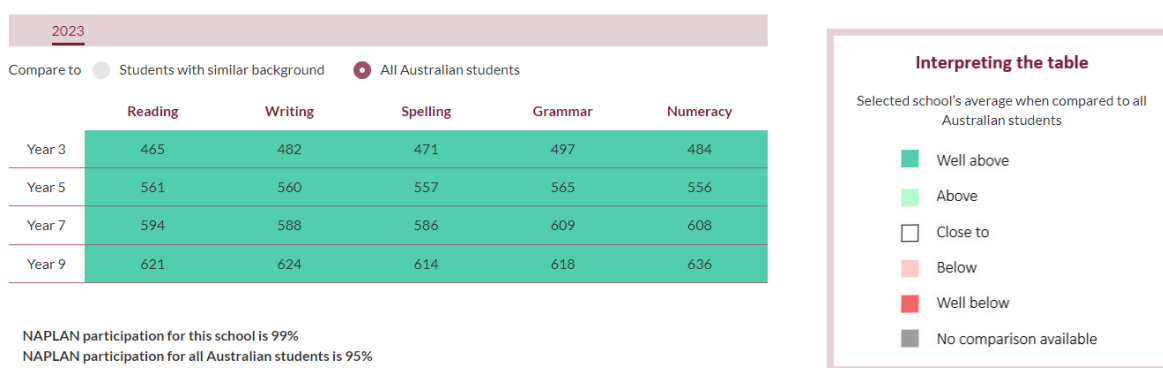 2023
Compare to Students with similar background All Australian students
Reading Writing Spelling Grammar Numeracy
Year 3 465 482 471 497 484
Year 5 561 560 557 565 556
Year 7 594 588 586 609 608
Year 9 621 624 614 618 636
NAPLAN participation for this school is 99%
NAPLAN participation for all Australian students is 95%
Interpreting the table
Selected school's average when compared to all
Australian students
Well above
Above
Close to
Below
Well below
No comparison available